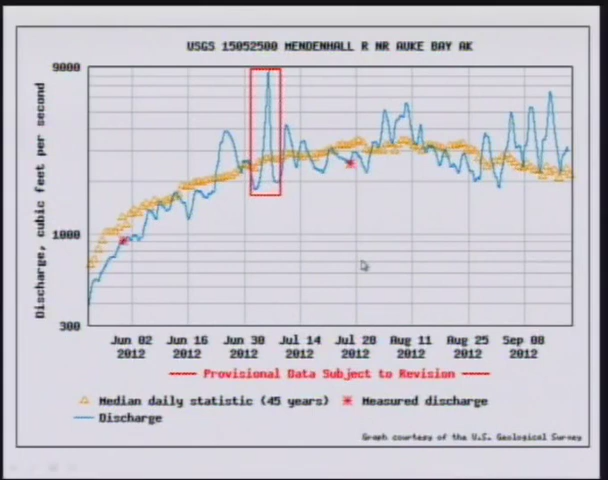 USGS 15052500 MENDENHALL R NR AUKE BAY AK
9000
Discharge, cubic feet per second
1000
300
Jun 02 Jun 16 Jun 30 Jul 14 Jul 28 Aug 11 Aug 25 Sep 08
2012 2012 2012 2012 2012 2012 2012 2012
---- Provisional Data Subject to Revision ----
Median daily statistic (45 years) Measured discharge
Discharge
Graph courtesy of the U.S. Geological Survey